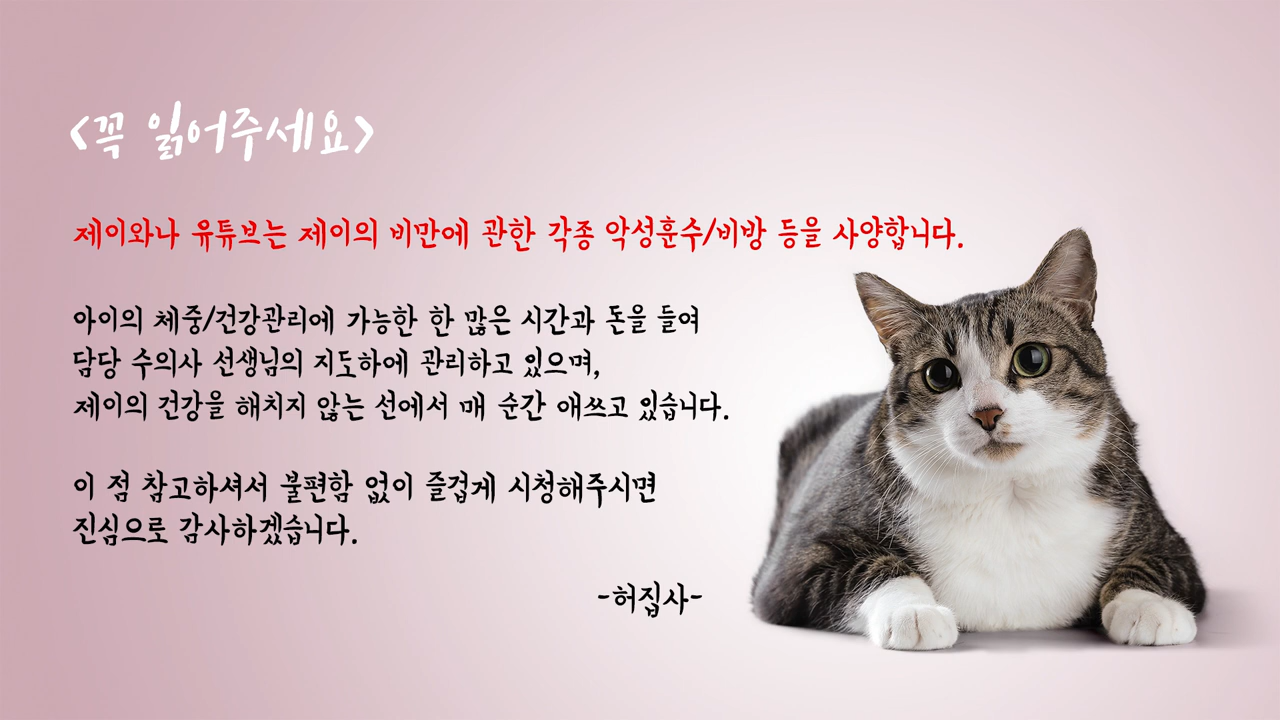 <꼭 읽어주세요>
제이와나 유튜브는 제이의 비만에 관한 각종 악성훈수/비방 등을 사양합니다.
아이의 체중/건강관리에 가능한 한 많은 시간과 돈을 들여
담당 수의사 선생님의 지도하에 관리하고 있으며,
제이의 건강을 해치지 않는 선에서 매 순간 애쓰고 있습니다.
이 점 참고하셔서 불편함 없이 즐겁게 시청해주시면
진심으로 감사하겠습니다.
-허집사-